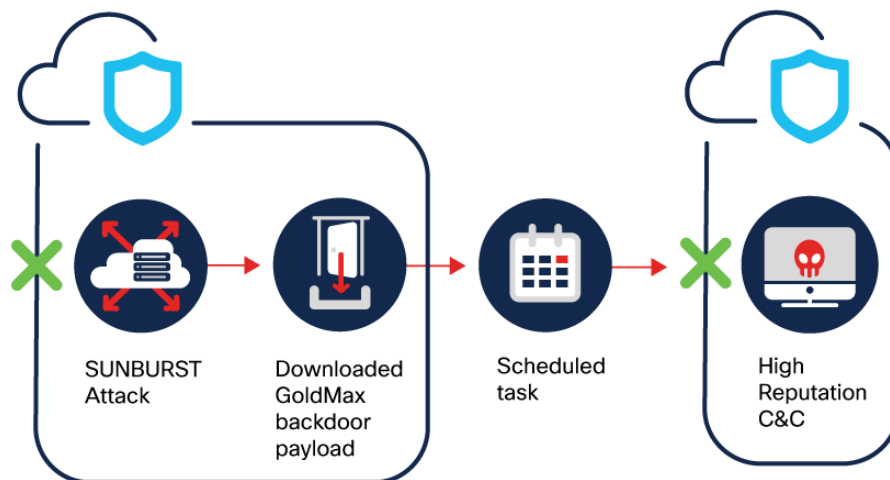 SUNBURST
Attack
Downloaded
GoldMax
backdoor
payload
Scheduled
task
High
Reputation
C&C